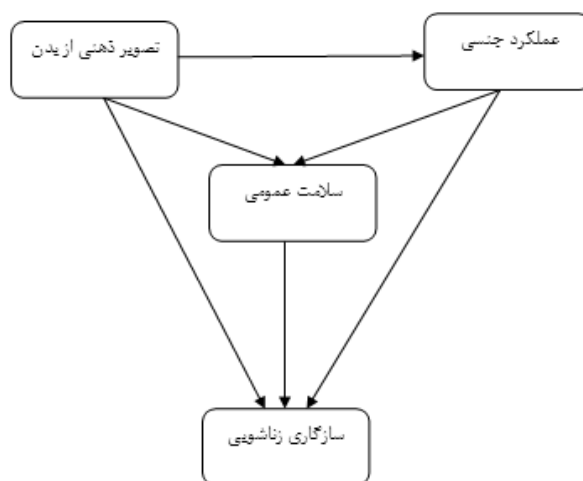 تصویر ذهنی از بدن
عملکرد جنسی
سلامت عمومی
سازگاری زناشویی